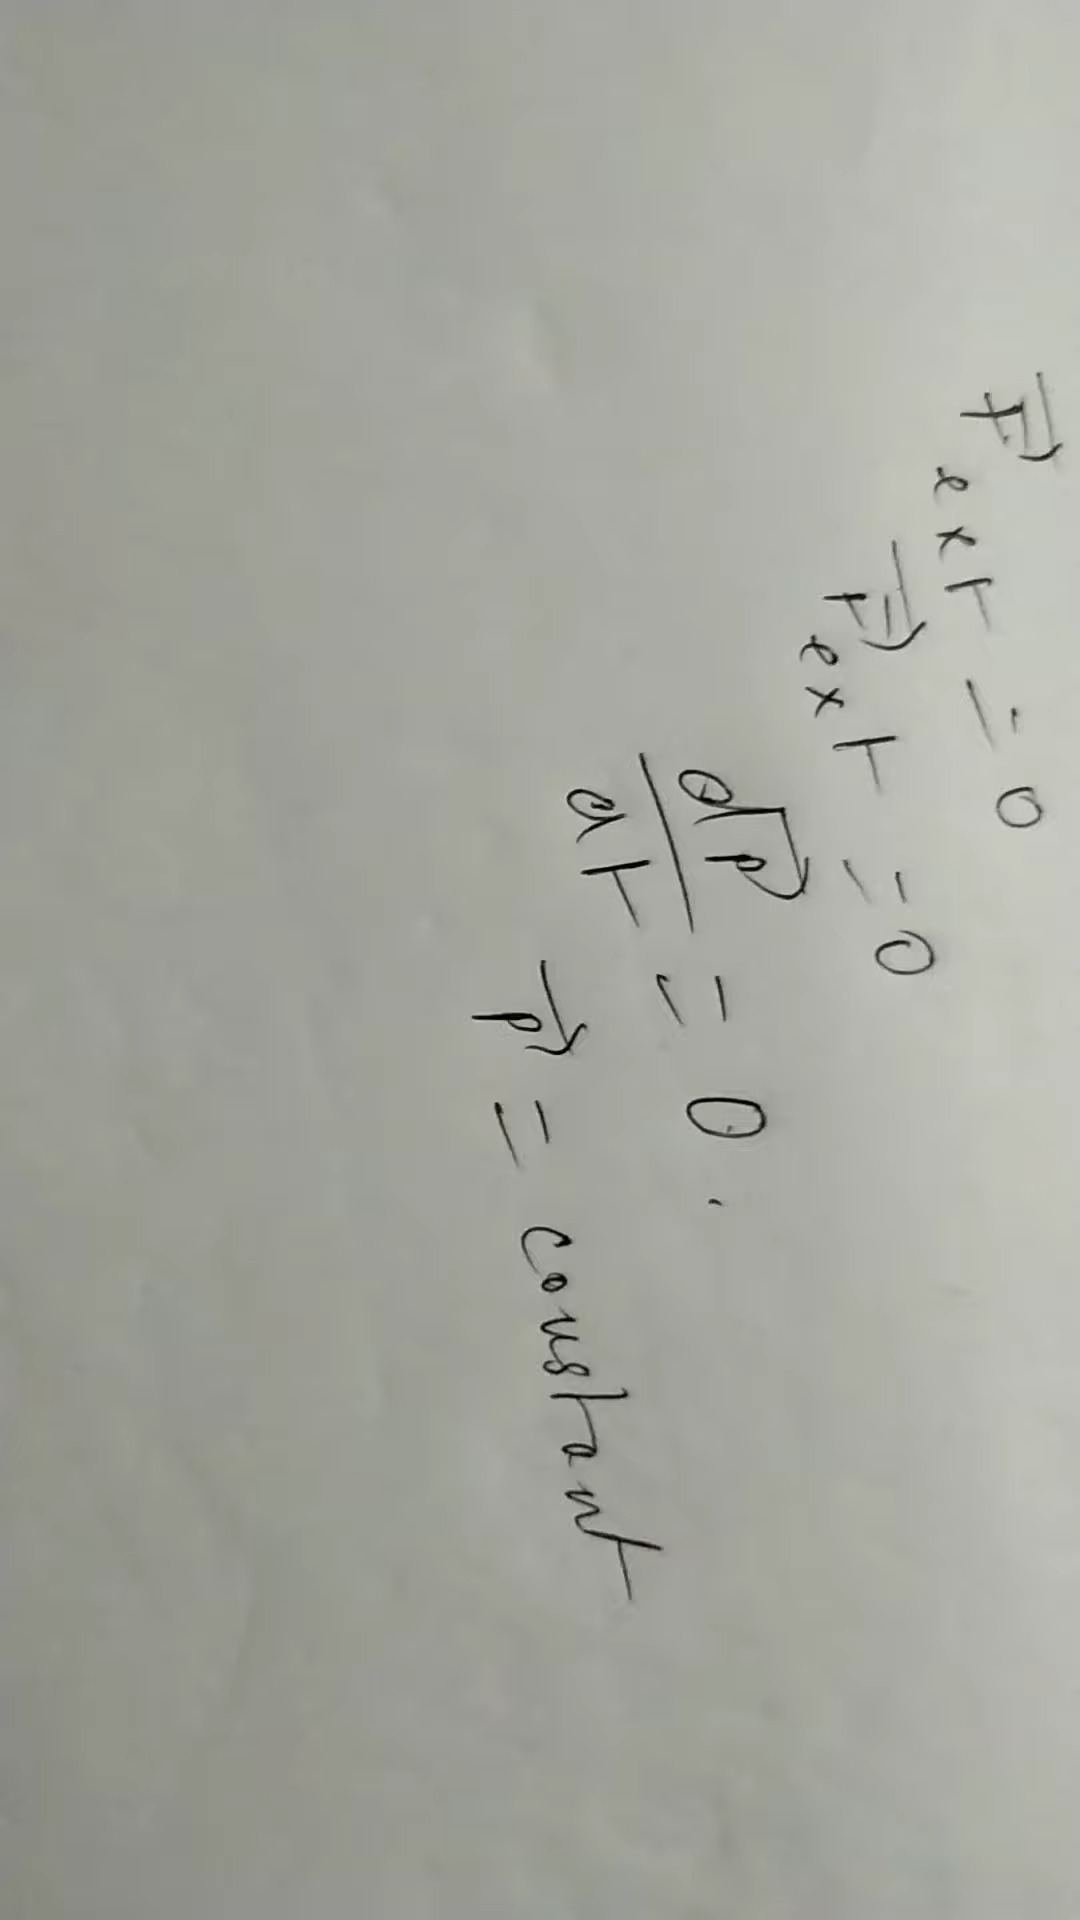 F⃗ext = 0
F⃗ext = 0
dp⃗/dt = 0.
p⃗ = constant